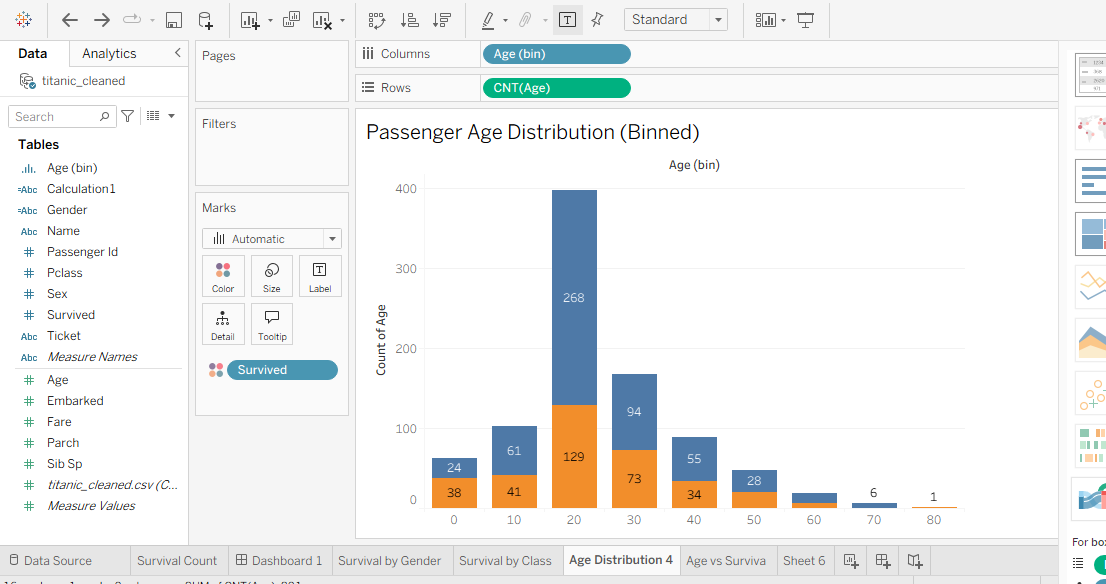 Standard
Data
Analytics
titanic_cleaned
Search
Tables
Age (bin)
=Abc Calculation1
=Abc Gender
Abc Name
Passenger Id
Pclass
Sex
Survived
Abc Ticket
Abc Measure Names
Age
Embarked
Fare
Parch
Sib Sp
titanic_cleaned.csv (C...
Measure Values
Pages
Filters
Marks
Automatic
Color
Size
Label
Detail
Tooltip
Survived
Columns
Age (bin)
Rows
CNT(Age)
Passenger Age Distribution (Binned)
Age (bin)
Count of Age
400
300
200
100
0
24
38
61
41
268
129
94
73
55
34
28
6
1
0 10 20 30 40 50 60 70 80
For box
Data Source
Survival Count
Dashboard 1
Survival by Gender
Survival by Class
Age Distribution 4
Age vs Surviva
Sheet 6